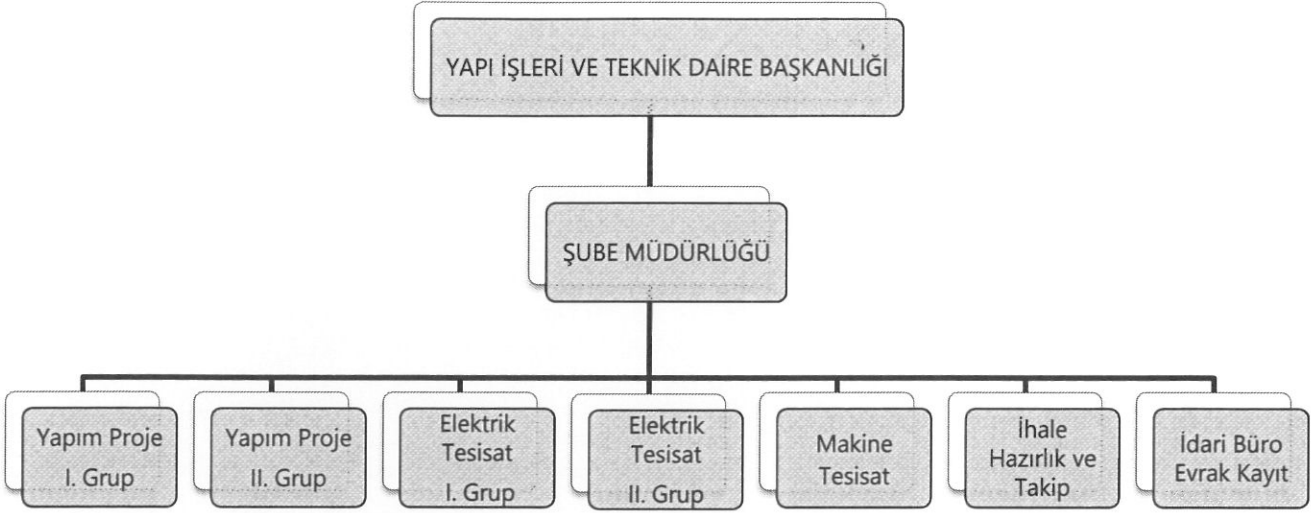 YAPI İŞLERİ VE TEKNİK DAİRE BAŞKANLIĞI
ŞUBE MÜDÜRLÜĞÜ
Yapım Proje
I. Grup
Yapım Proje
II. Grup
Elektrik
Tesisat
I. Grup
Elektrik
Tesisat
II. Grup
Makine
Tesisat
İhale
Hazırlık ve
Takip
İdari Büro
Evrak Kayıt